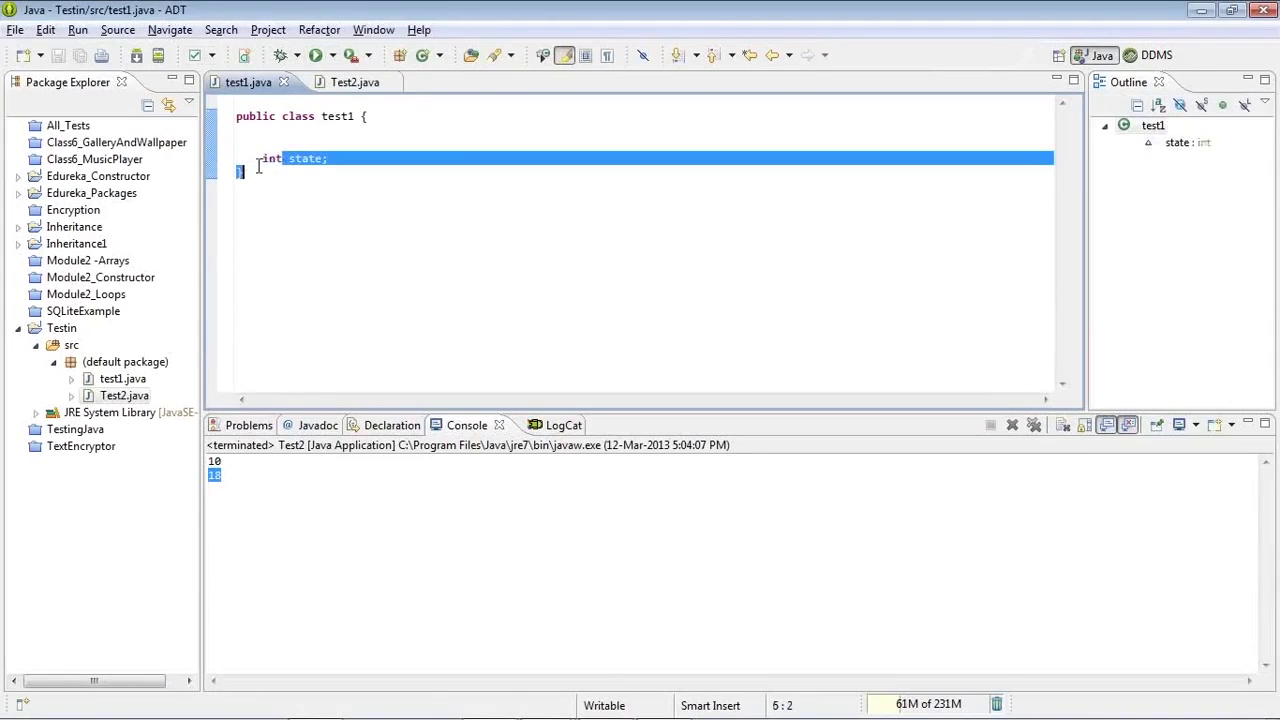 Java - Testin/src/test1.java - ADT
File Edit Run Source Navigate Search Project Refactor Window Help
Java DDMS
Package Explorer
All_Tests
Class6_GalleryAndWallpaper
Class6_MusicPlayer
Edureka_Constructor
Edureka_Packages
Encryption
Inheritance
Inheritance1
Module2 -Arrays
Module2_Constructor
Module2_Loops
SQLiteExample
Testin
src
(default package)
test1.java
Test2.java
JRE System Library [JavaSE-
TestingJava
TextEncryptor
test1.java Test2.java
public class test1 {
int state;
}
Outline
test1
state : int
Problems @ Javadoc Declaration Console LogCat
<terminated> Test2 [Java Application] C:\Program Files\Java\jre7\bin\javaw.exe (12-Mar-2013 5:04:07 PM)
10
18
Writable Smart Insert 5 : 2 61M of 231M